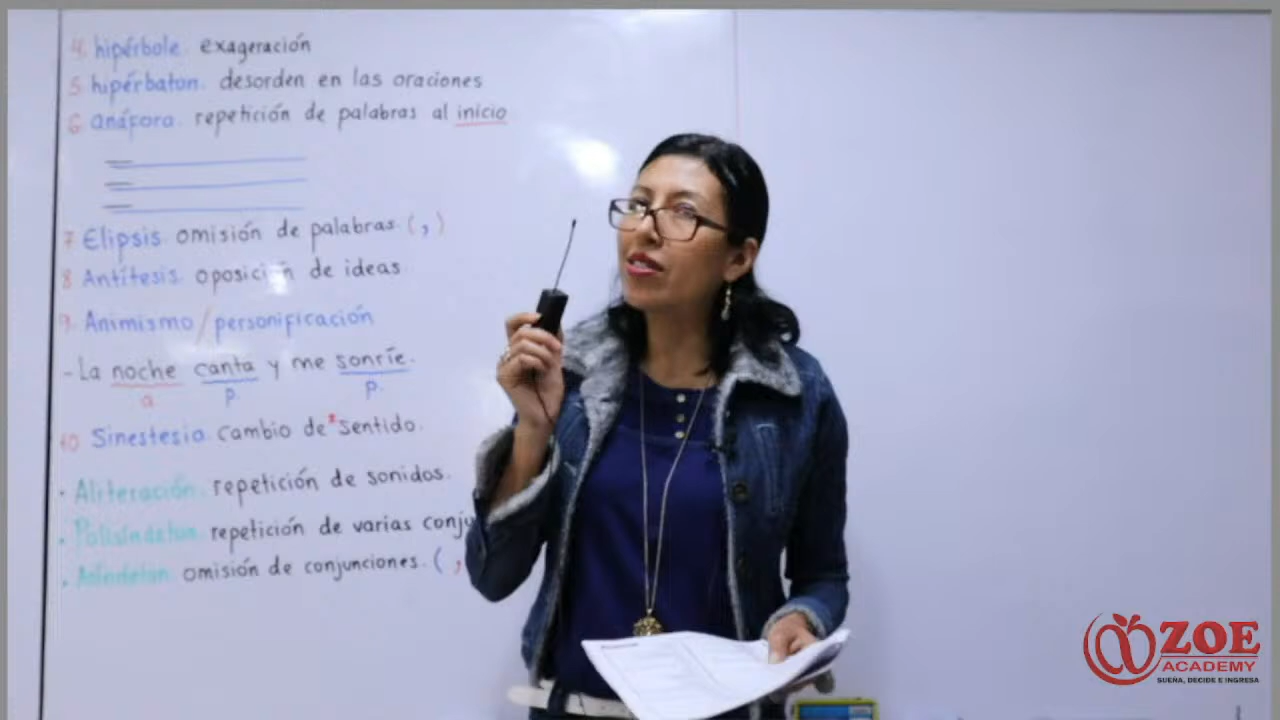 4. hipérbole. exageración
5 hipérbaton. desorden en las oraciones
6 anáfora. repetición de palabras al inicio
7 Elipsis omisión de palabras. ( , )
8 Antítesis. oposición de ideas
9. Animismo / personificación
- La noche canta y me sonríe.
a p. p.
10 Sinestesia. cambio de * sentido.
• Aliteración. repetición de sonidos.
• Polisíndeton repetición de varias conju
• Asíndeton omisión de conjunciones. ( ,
ZOE
ACADEMY
SUEÑA, DECIDE E INGRESA